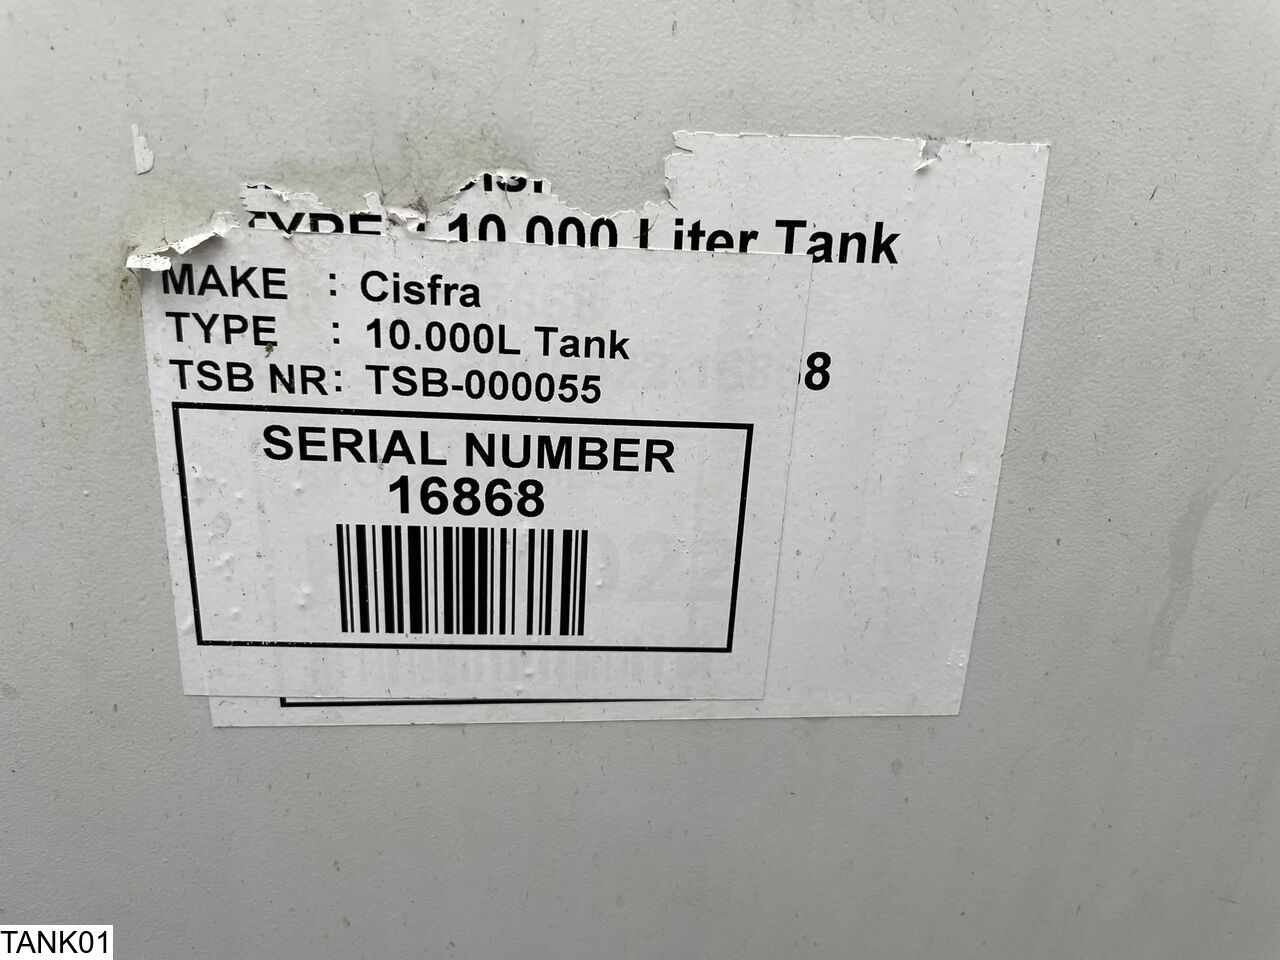 TYPE : 10.000 Liter Tank
8
MAKE : Cisfra
TYPE : 10.000L Tank
TSB NR: TSB-000055
SERIAL NUMBER
16868
TANK01